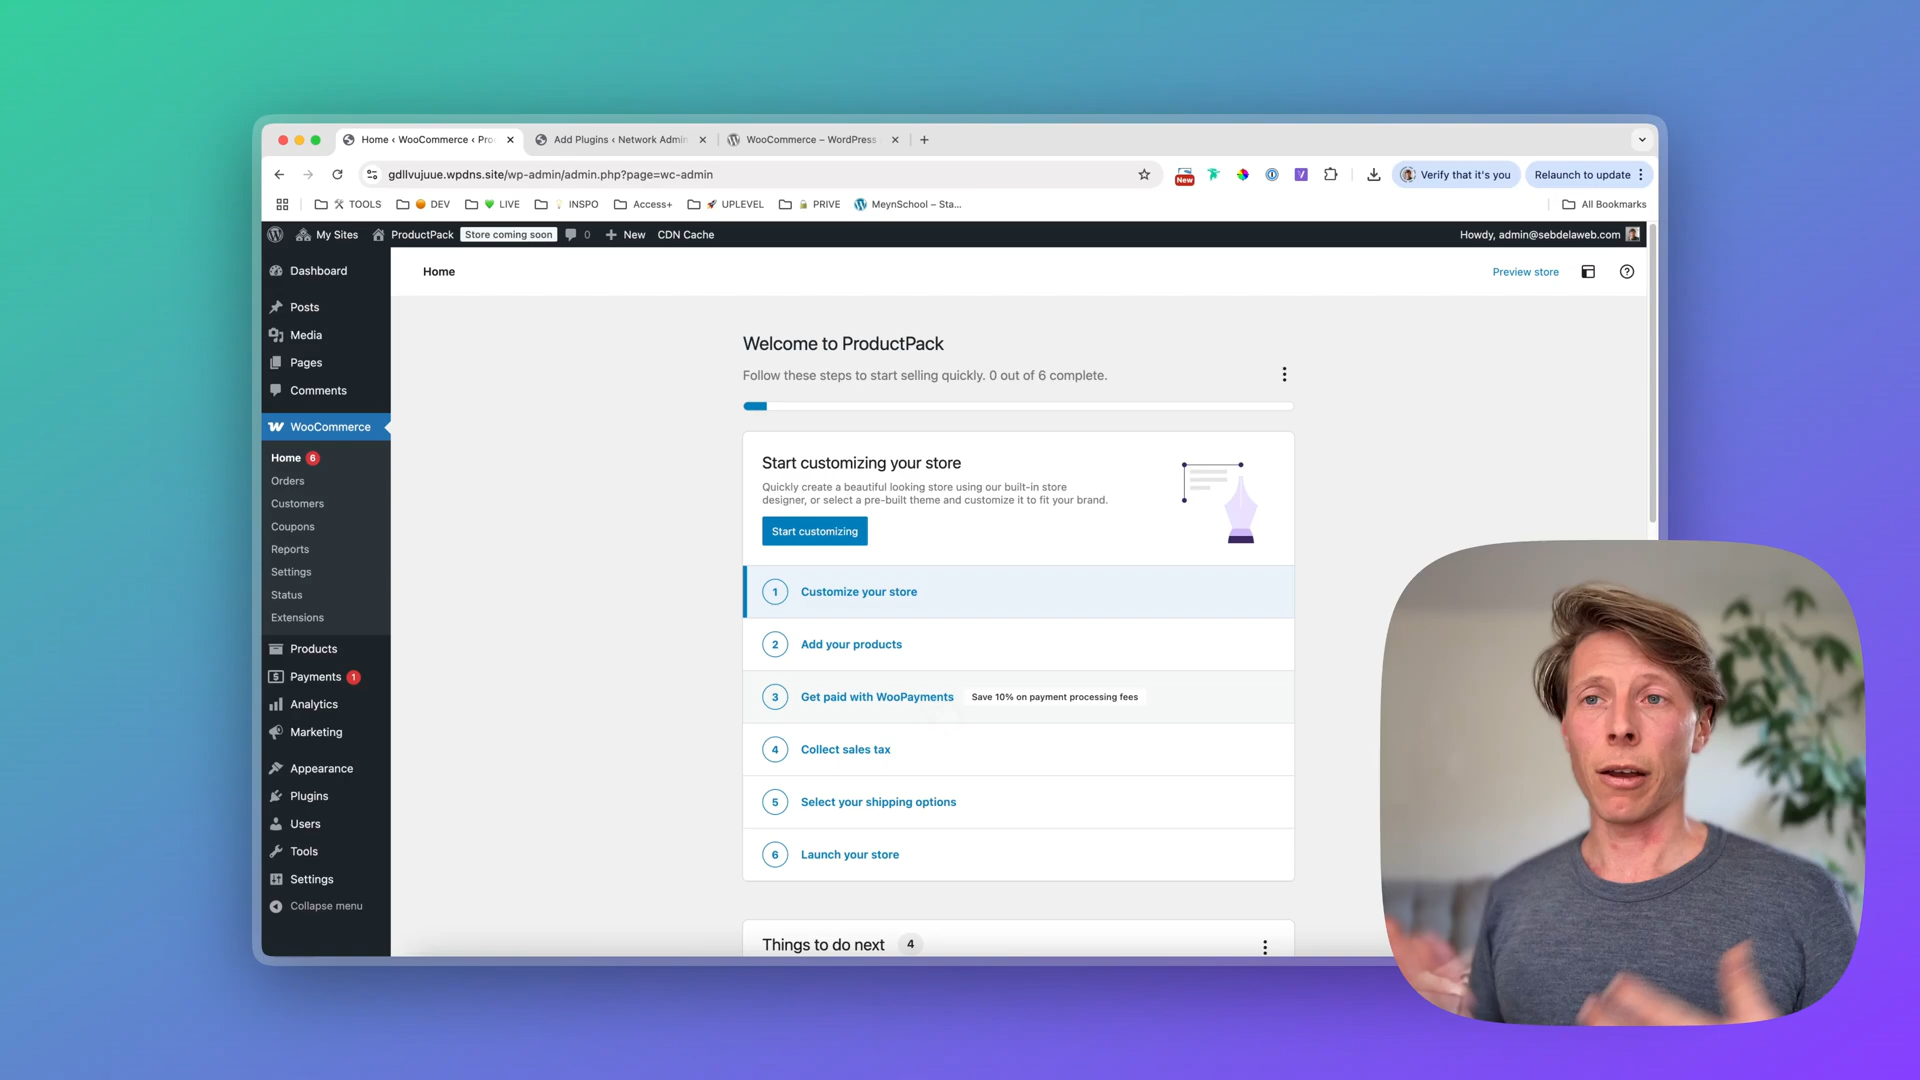 Home ‹ WooCommerce ‹ Pro
Add Plugins ‹ Network Admin
WooCommerce – WordPress
gdllvujuue.wpdns.site/wp-admin/admin.php?page=wc-admin
New
Verify that it's you
Relaunch to update
TOOLS
DEV
LIVE
INSPO
Access+
UPLEVEL
PRIVE
MeynSchool – Sta...
All Bookmarks
My Sites
ProductPack
Store coming soon
0
New
CDN Cache
Howdy, admin@sebdelaweb.com
Dashboard
Posts
Media
Pages
Comments
WooCommerce
Home 6
Orders
Customers
Coupons
Reports
Settings
Status
Extensions
Products
Payments 1
Analytics
Marketing
Appearance
Plugins
Users
Tools
Settings
Collapse menu
Home
Preview store
Welcome to ProductPack
Follow these steps to start selling quickly. 0 out of 6 complete.
Start customizing your store
Quickly create a beautiful looking store using our built-in store
designer, or select a pre-built theme and customize it to fit your brand.
Start customizing
1 Customize your store
2 Add your products
3 Get paid with WooPayments Save 10% on payment processing fees
4 Collect sales tax
5 Select your shipping options
6 Launch your store
Things to do next 4